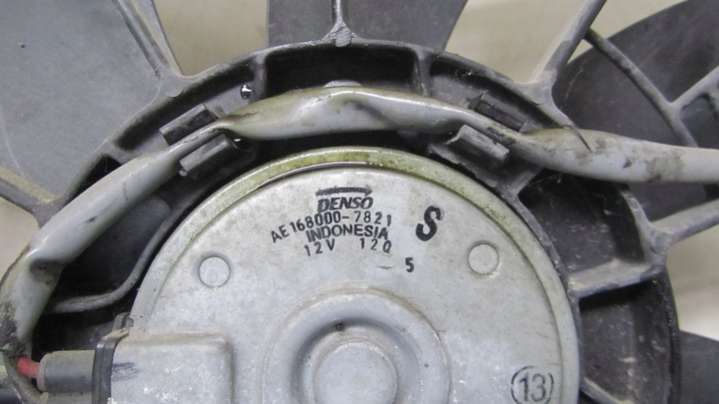 DENSO
AE168000-7821 S
INDONESIA
12V 120
5
13